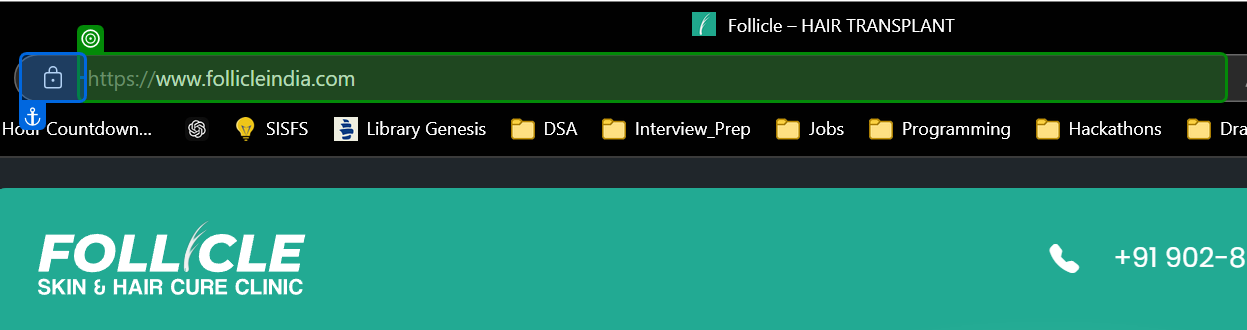 Follicle – HAIR TRANSPLANT
https://www.follicleindia.com
Hour Countdown... SISFS Library Genesis DSA Interview_Prep Jobs Programming Hackathons
FOLLICLE
SKIN & HAIR CURE CLINIC
+91 902-8